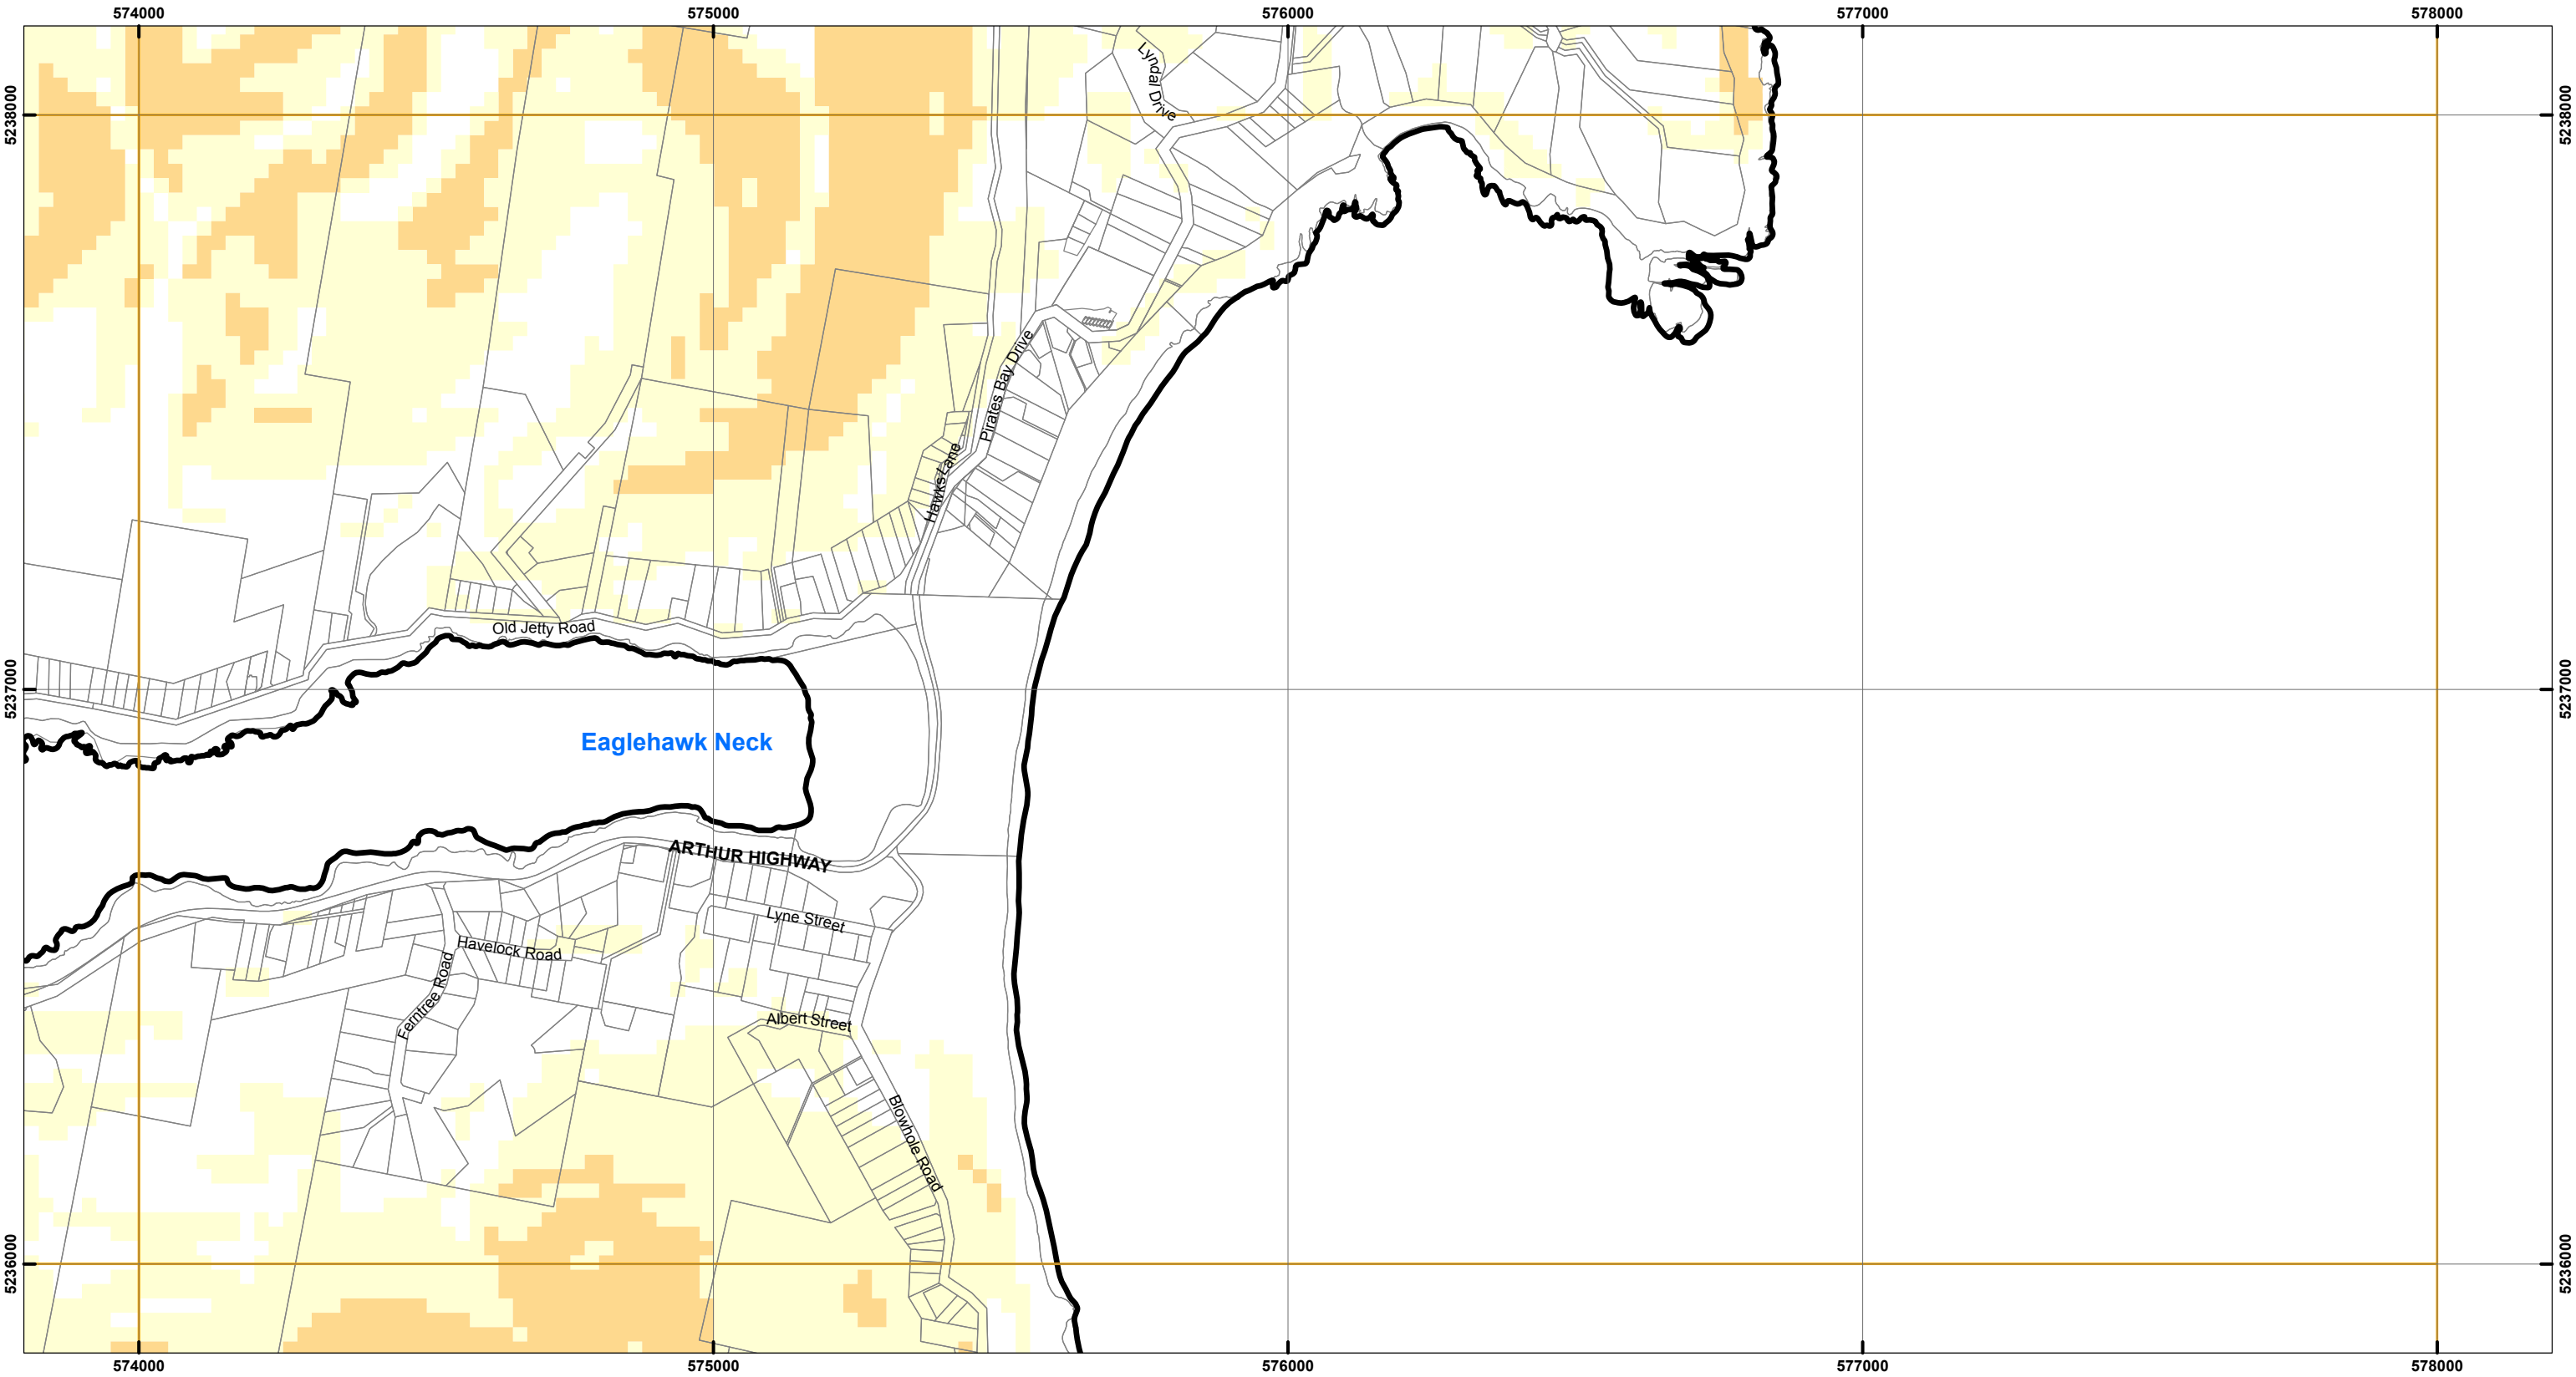 574000 575000 576000 577000 578000
Lyndal Drive
5238000 5238000
Pirates Bay Drive
Hawks Lane
Old Jetty Road
5237000 5237000
Eaglehawk Neck
ARTHUR HIGHWAY
Lyne Street
Havelock Road
Ferntree Road
Albert Street
Blowhole Road
5236000 5236000
574000 575000 576000 577000 578000